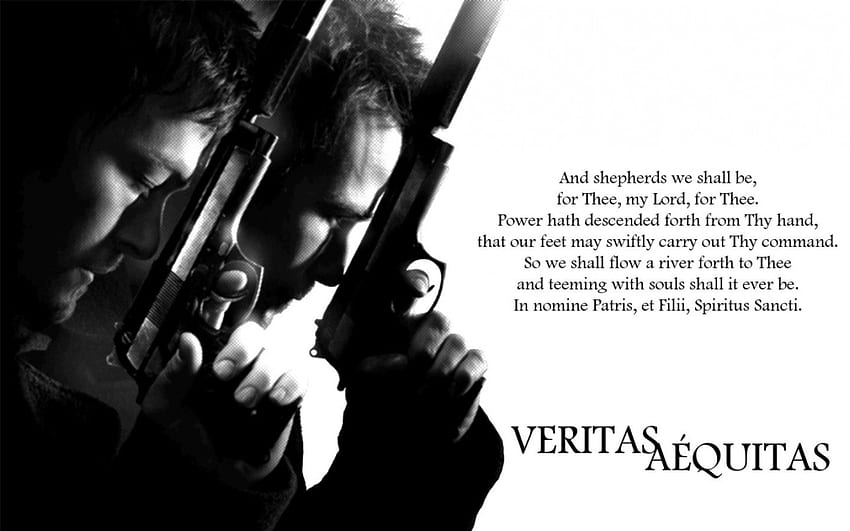 And shepherds we shall be,
for Thee, my Lord, for Thee.
Power hath descended forth from Thy hand,
that our feet may swiftly carry out Thy command.
So we shall flow a river forth to Thee
and teeming with souls shall it ever be.
In nomine Patris, et Filii, Spiritus Sancti.
VERITAS
AÉQUITAS